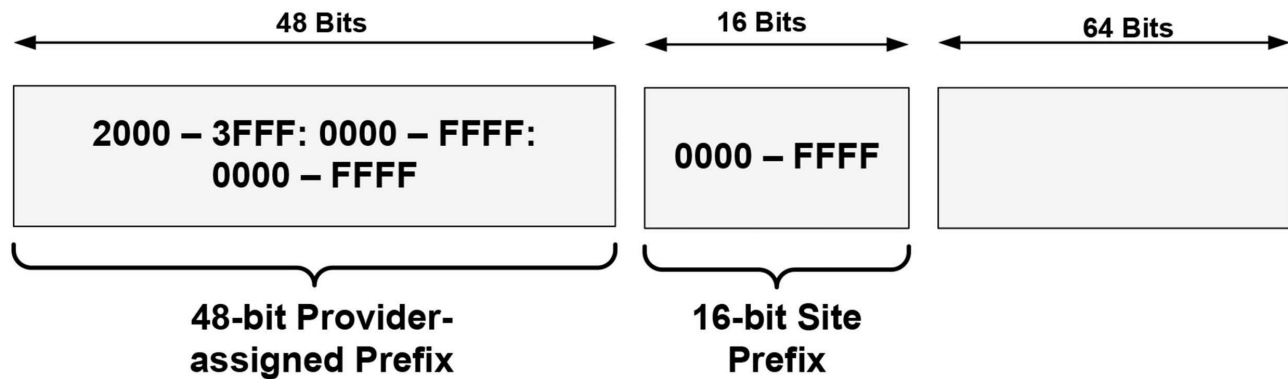 48 Bits
16 Bits
64 Bits
2000 – 3FFF: 0000 – FFFF:
0000 – FFFF
0000 – FFFF
48-bit Provider-
assigned Prefix
16-bit Site
Prefix